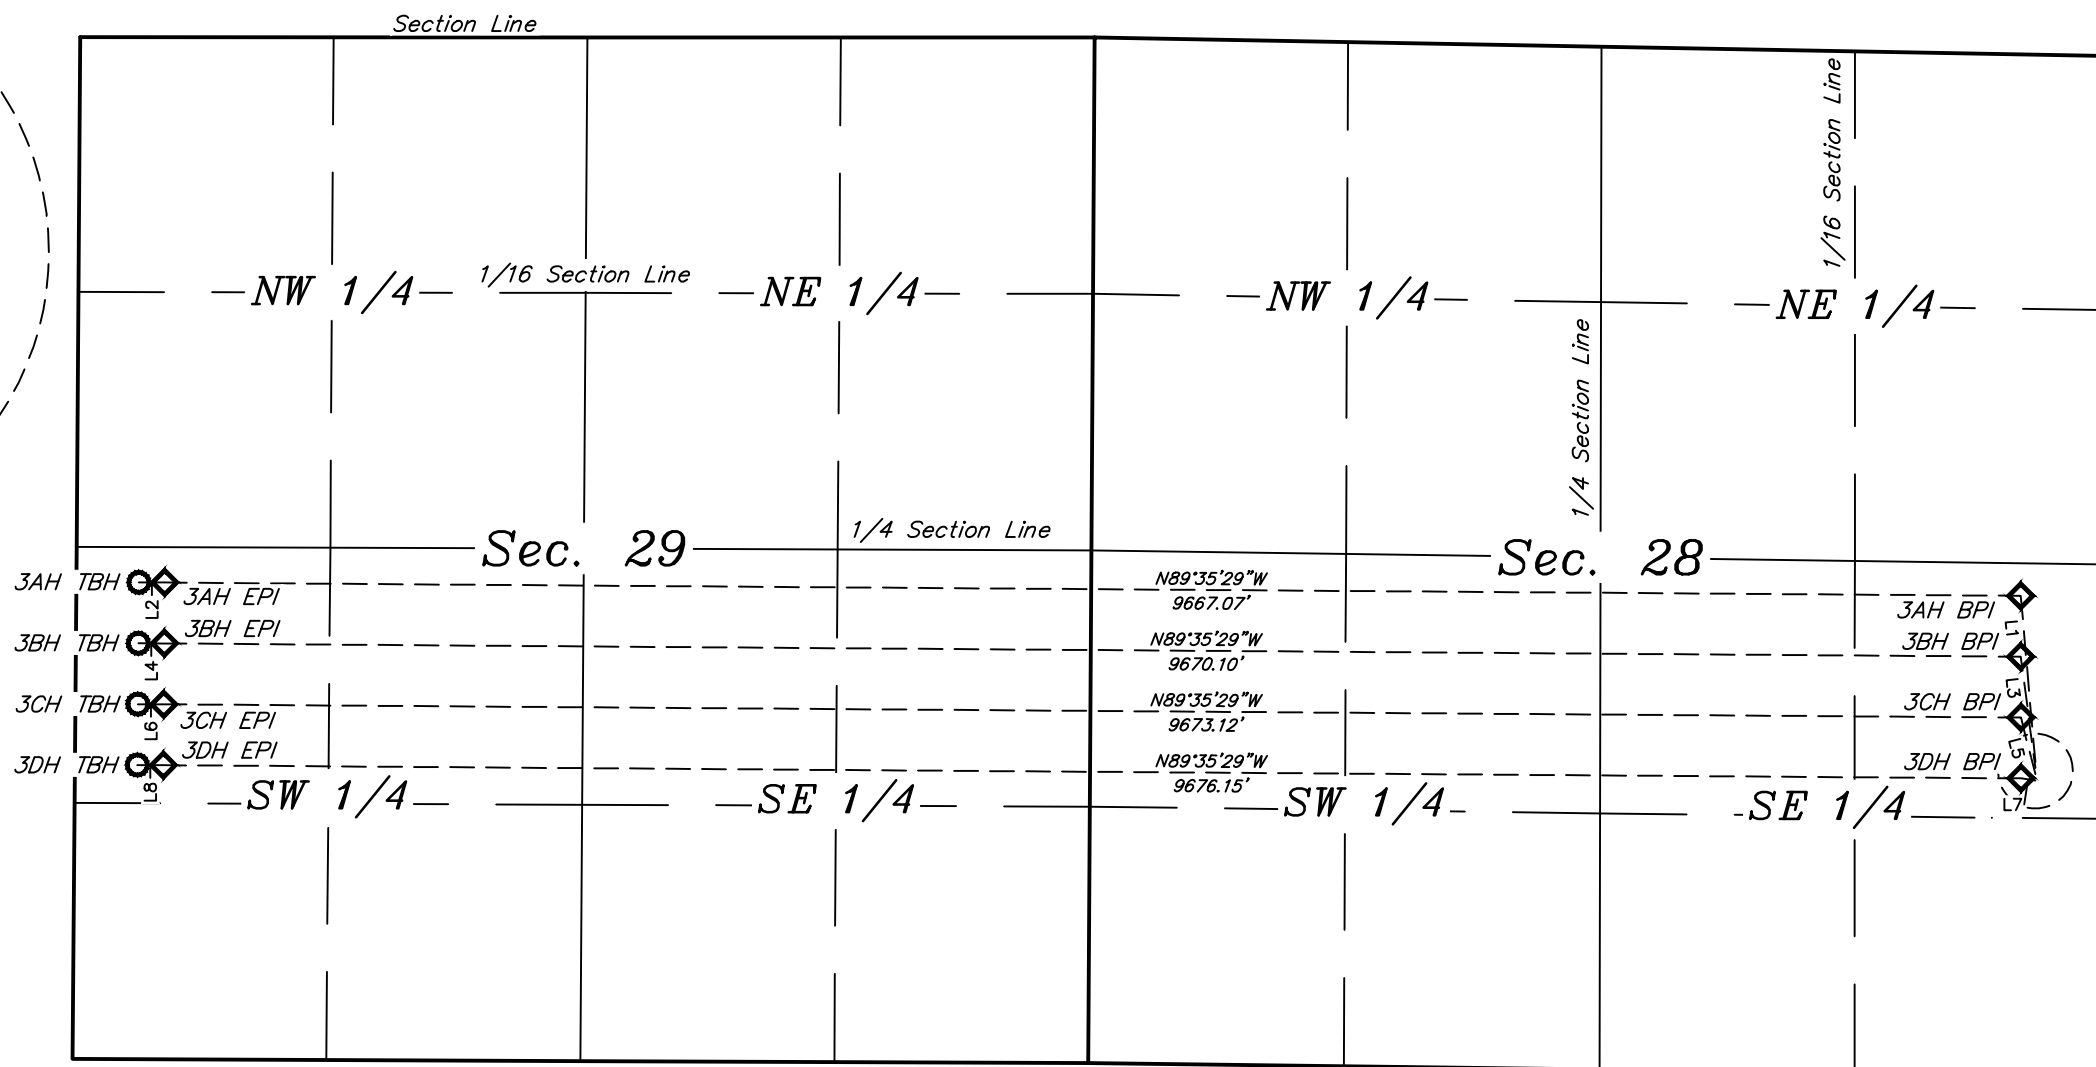 Section Line
1/16 Section Line
NW 1/4
1/16 Section Line
NE 1/4
NW 1/4
NE 1/4
1/4 Section Line
Sec. 29
1/4 Section Line
Sec. 28
3AH TBH
L2
3AH EPI
N89°35'29"W
9667.07'
3AH BPI
L1
3BH TBH
L4
3BH EPI
N89°35'29"W
9670.10'
3BH BPI
L3
3CH TBH
L6
3CH EPI
N89°35'29"W
9673.12'
3CH BPI
L5
3DH TBH
L8
3DH EPI
N89°35'29"W
9676.15'
3DH BPI
L7
SW 1/4
SE 1/4
SW 1/4
SE 1/4